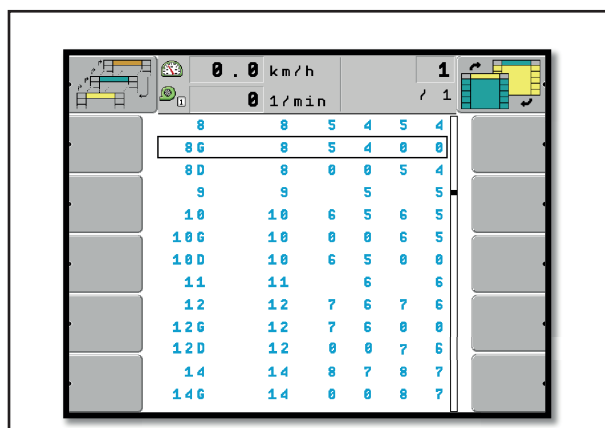 0.0 km/h 1
1 0 1/min / 1
8 8 5 4 5 4
8G 8 5 4 0 0
8D 8 0 0 5 4
9 9 5 5
10 10 6 5 6 5
10G 10 0 0 6 5
10D 10 6 5 0 0
11 11 6 6
12 12 7 6 7 6
12G 12 7 6 0 0
12D 12 0 0 7 6
14 14 8 7 8 7
14G 14 0 0 8 7